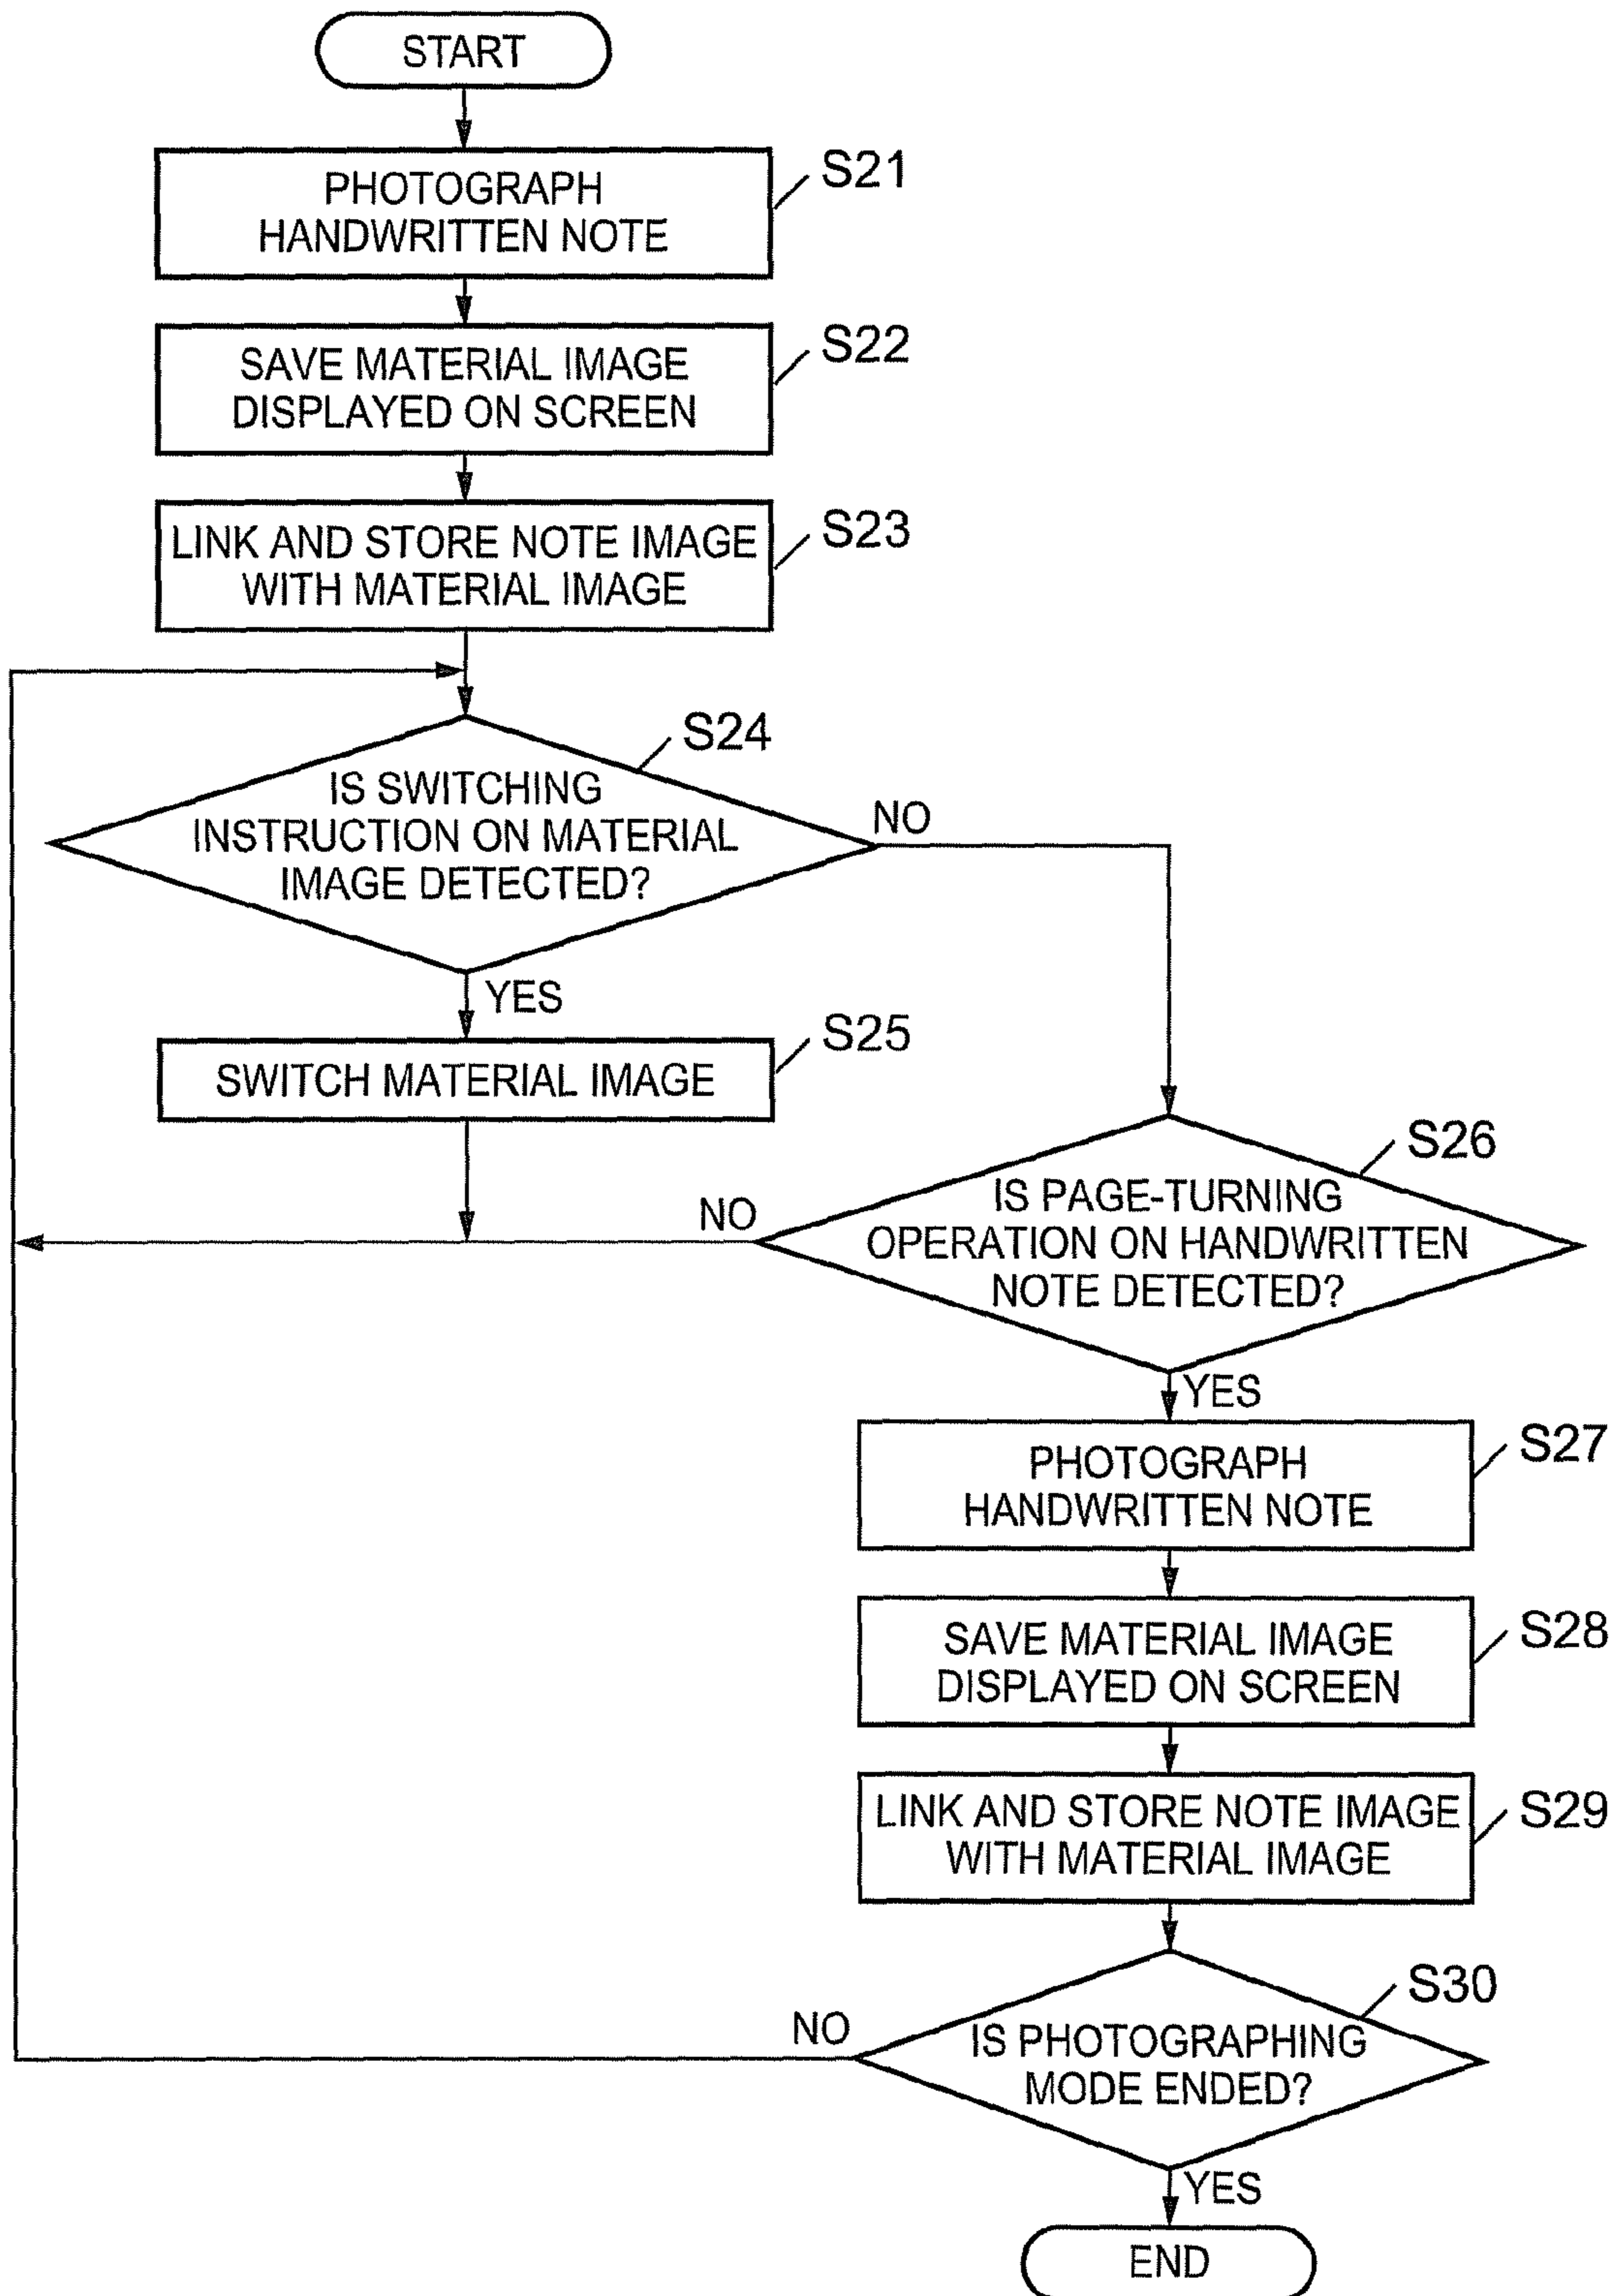 START
PHOTOGRAPH
HANDWRITTEN NOTE
S21
SAVE MATERIAL IMAGE
DISPLAYED ON SCREEN
S22
LINK AND STORE NOTE IMAGE
WITH MATERIAL IMAGE
S23
S24
IS SWITCHING
INSTRUCTION ON MATERIAL
IMAGE DETECTED?
NO
YES
SWITCH MATERIAL IMAGE
S25
S26
IS PAGE-TURNING
OPERATION ON HANDWRITTEN
NOTE DETECTED?
NO
YES
PHOTOGRAPH
HANDWRITTEN NOTE
S27
SAVE MATERIAL IMAGE
DISPLAYED ON SCREEN
S28
LINK AND STORE NOTE IMAGE
WITH MATERIAL IMAGE
S29
S30
IS PHOTOGRAPHING
MODE ENDED?
NO
YES
END